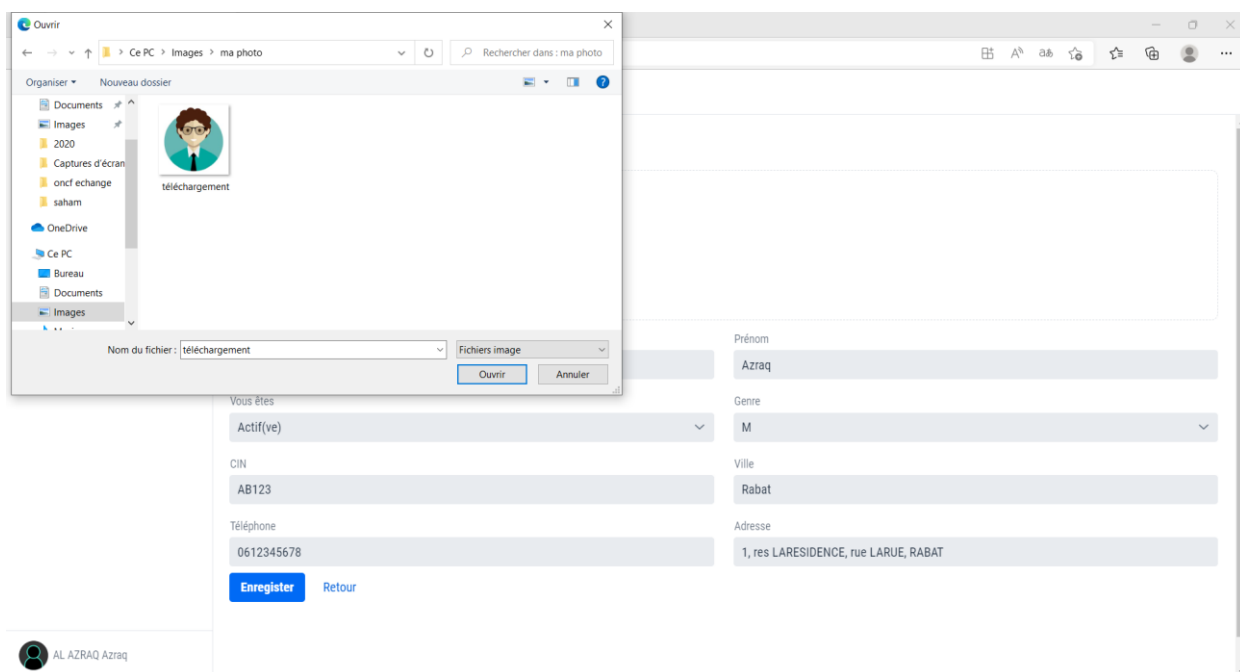 Ouvrir
Ce PC > Images > ma photo
Rechercher dans : ma photo
Organiser
Nouveau dossier
Documents
Images
2020
Captures d'écran
oncf echange
saham
OneDrive
Ce PC
Bureau
Documents
Images
téléchargement
Nom du fichier : téléchargement
Fichiers image
Ouvrir
Annuler
Prénom
Azraq
Vous êtes
Genre
Actif(ve)
M
CIN
Ville
AB123
Rabat
Téléphone
Adresse
0612345678
1, res LARESIDENCE, rue LARUE, RABAT
Enregister
Retour
AL AZRAQ Azraq